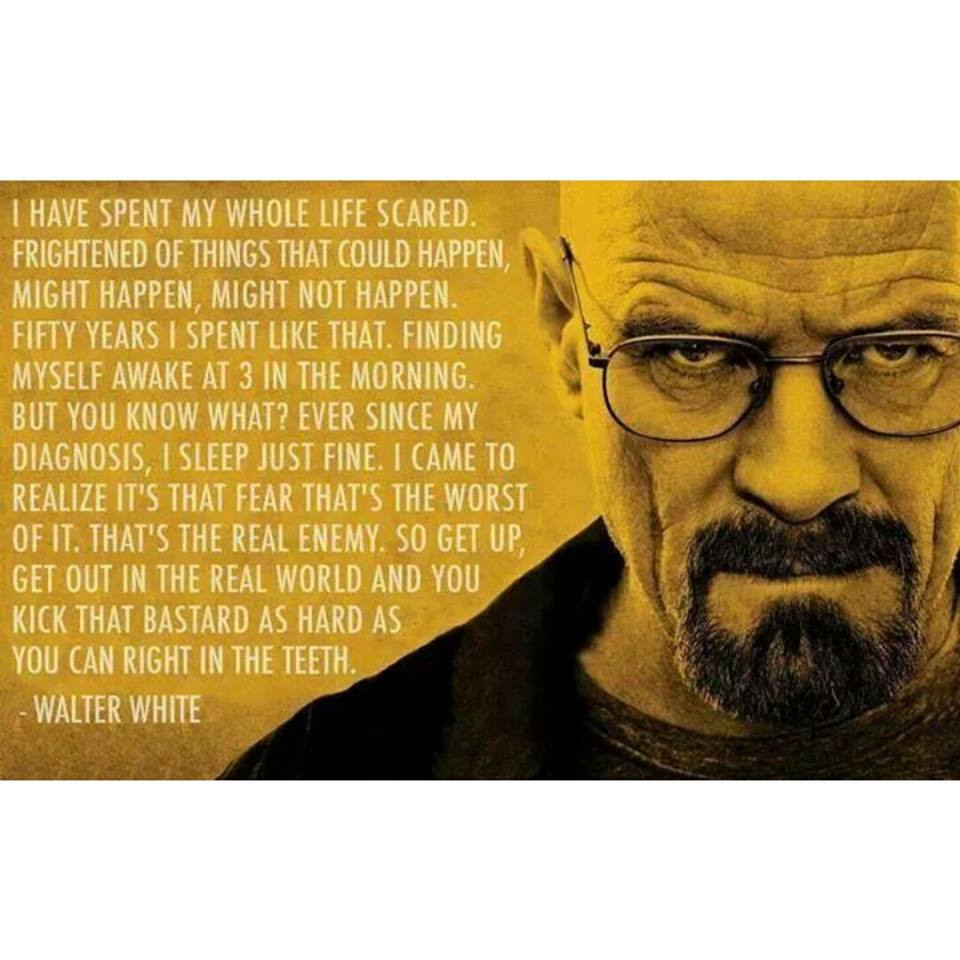 I HAVE SPENT MY WHOLE LIFE SCARED.
FRIGHTENED OF THINGS THAT COULD HAPPEN,
MIGHT HAPPEN, MIGHT NOT HAPPEN.
FIFTY YEARS I SPENT LIKE THAT. FINDING
MYSELF AWAKE AT 3 IN THE MORNING.
BUT YOU KNOW WHAT? EVER SINCE MY
DIAGNOSIS, I SLEEP JUST FINE. I CAME TO
REALIZE IT'S THAT FEAR THAT'S THE WORST
OF IT. THAT'S THE REAL ENEMY. SO GET UP,
GET OUT IN THE REAL WORLD AND YOU
KICK THAT BASTARD AS HARD AS
YOU CAN RIGHT IN THE TEETH.
- WALTER WHITE